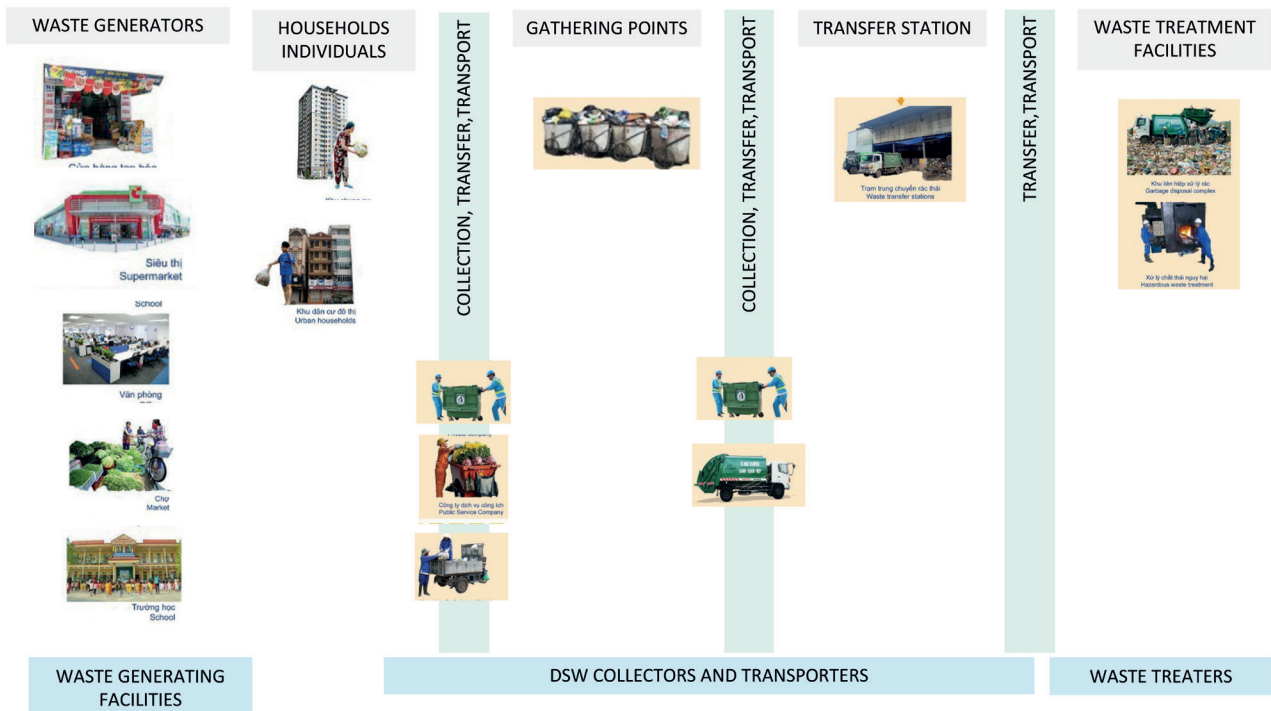 WASTE GENERATORS
HOUSEHOLDS
INDIVIDUALS
COLLECTION, TRANSFER,TRANSPORT
GATHERING POINTS
COLLECTION, TRANSFER,TRANSPORT
TRANSFER STATION
TRANSFER,TRANSPORT
WASTE TREATMENT
FACILITIES
Siêu thị
Supermarket
School
Văn phòng
Chợ
Market
Trường học
School
Khu dân cư đô thị
Urban households
Công ty dịch vụ công ích
Public Service Company
Trạm trung chuyển rác thải
Waste transfer stations
Khu liên hiệp xử lý rác
Garbage disposal complex
Xử lý chất thải nguy hại
Hazardous waste treatment
WASTE GENERATING
FACILITIES
DSW COLLECTORS AND TRANSPORTERS
WASTE TREATERS